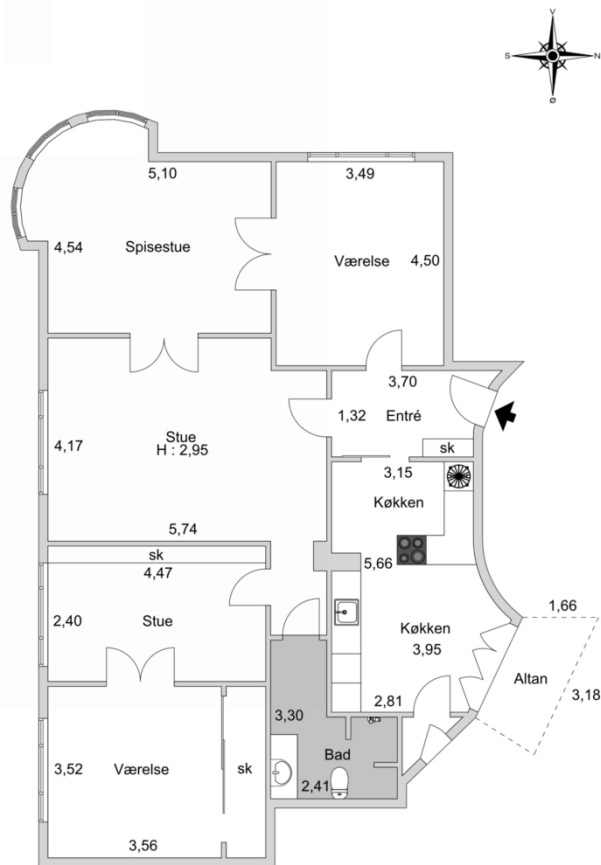 V
S
N
Ø
5,10
3,49
4,54
Spisestue
Værelse
4,50
3,70
1,32
Entré
4,17
Stue
H : 2,95
sk
3,15
Køkken
5,74
5,66
sk
4,47
2,40
Stue
Køkken
3,95
1,66
Altan
3,18
2,81
3,30
3,52
Værelse
sk
Bad
2,41
3,56